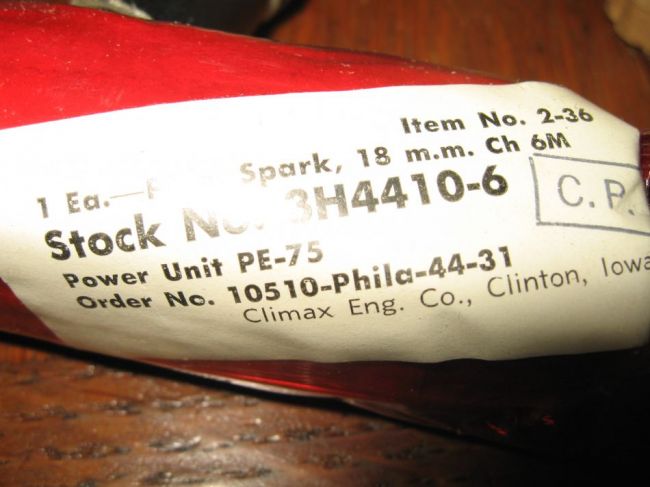 Item No. 2-36
1 Ea.— Spark, 18 m.m. Ch 6M
Stock No. 3H4410-6
C.P.
Power Unit PE-75
Order No. 10510-Phila-44-31
Climax Eng. Co., Clinton, Iowa